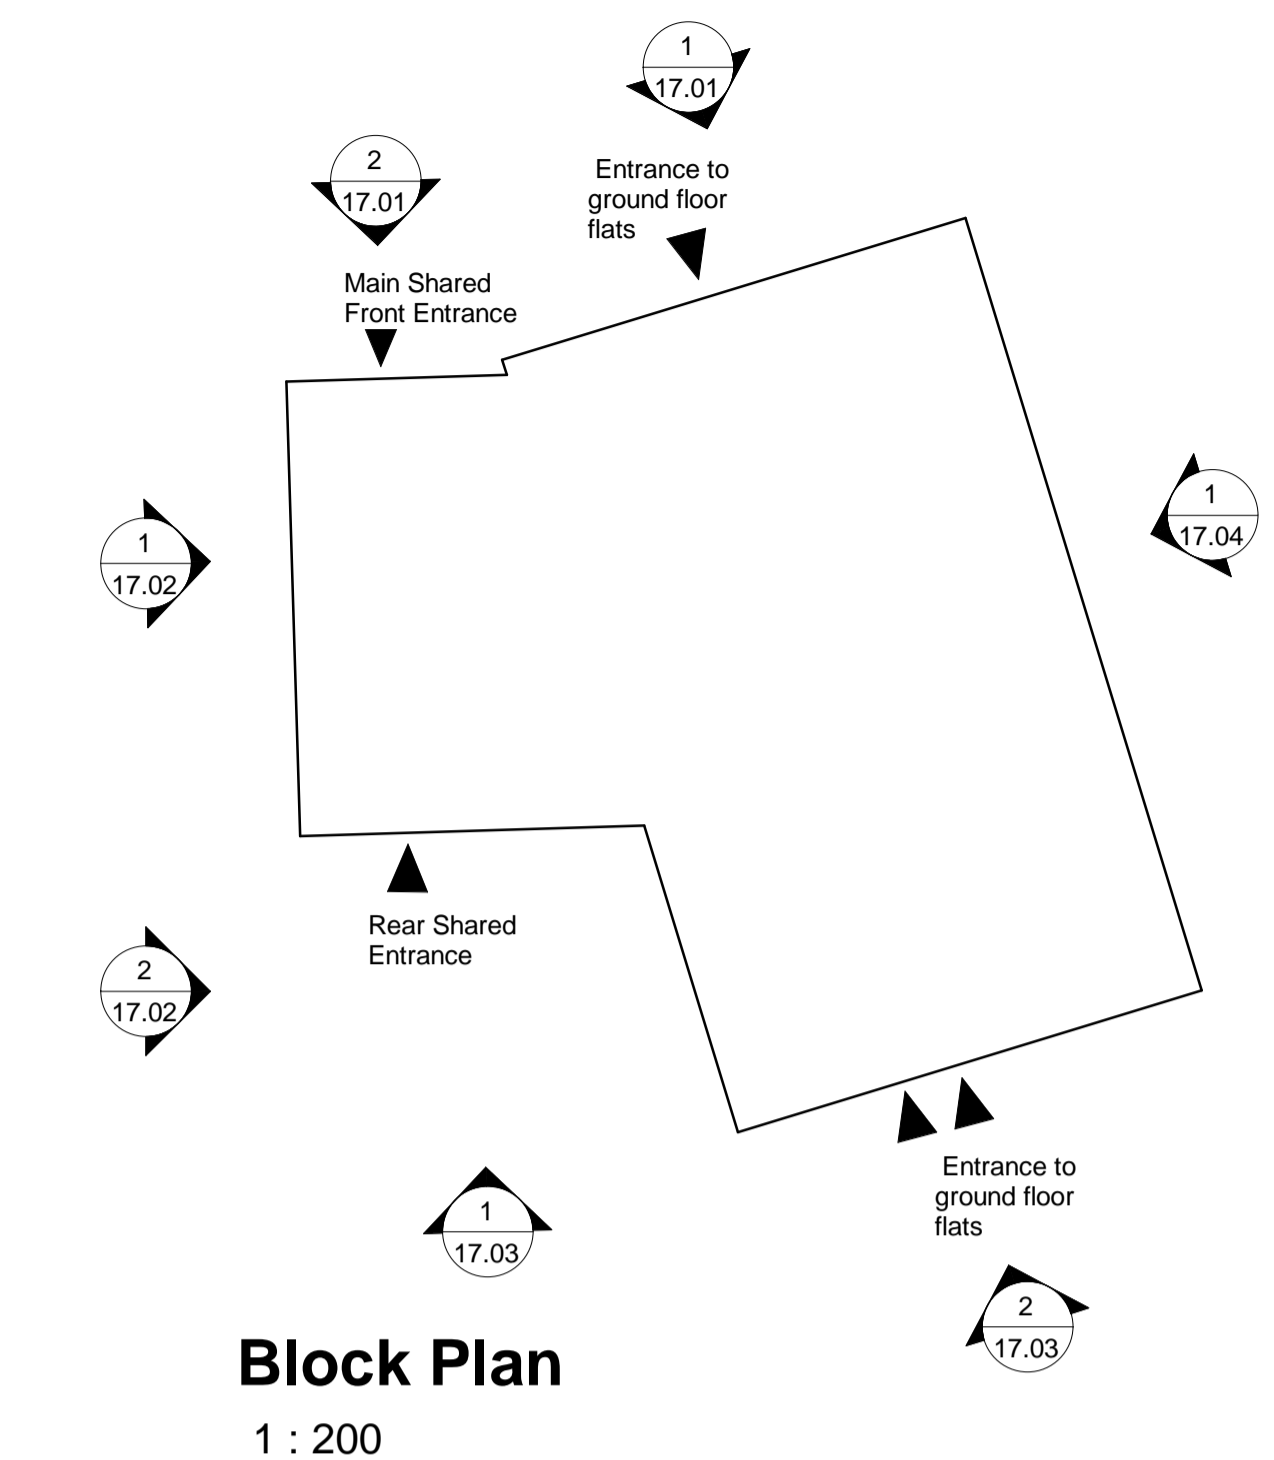 1
17.01
2
17.01
Entrance to
ground floor
flats
Main Shared
Front Entrance
1
17.04
1
17.02
Rear Shared
Entrance
2
17.02
Entrance to
ground floor
flats
1
17.03
2
17.03
Block Plan
1 : 200